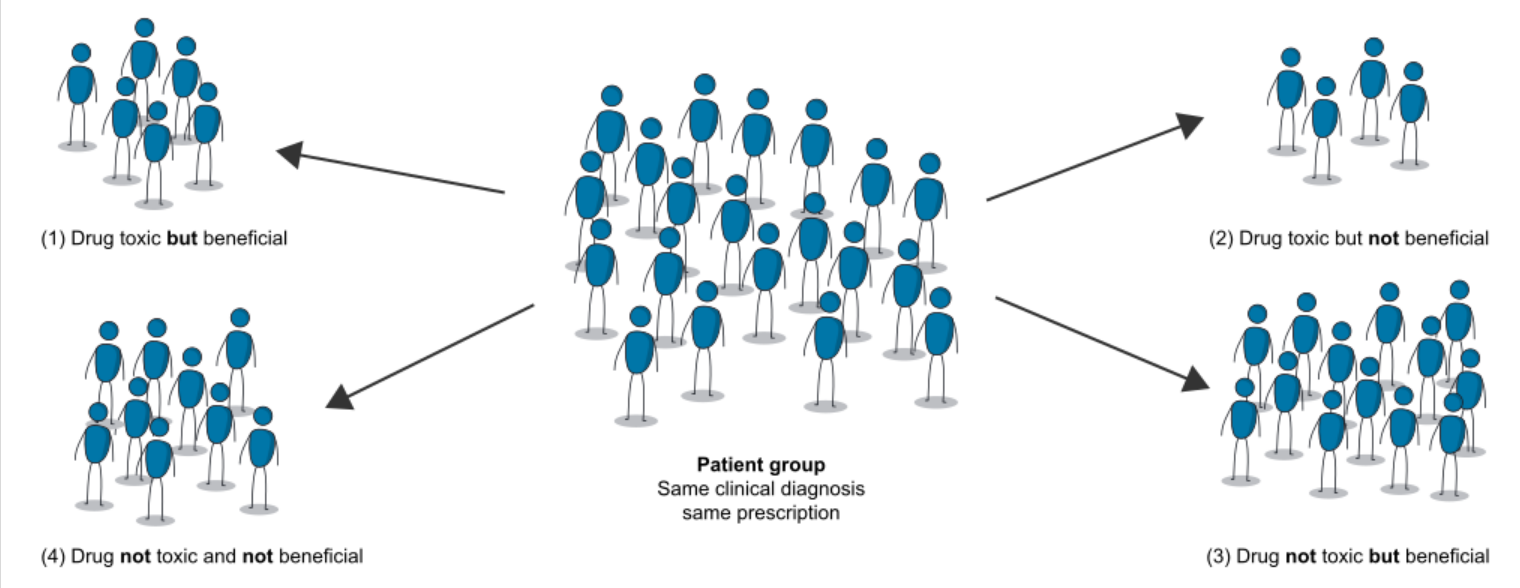 (1) Drug toxic but beneficial
(2) Drug toxic but not beneficial
Patient group
Same clinical diagnosis
same prescription
(4) Drug not toxic and not beneficial
(3) Drug not toxic but beneficial